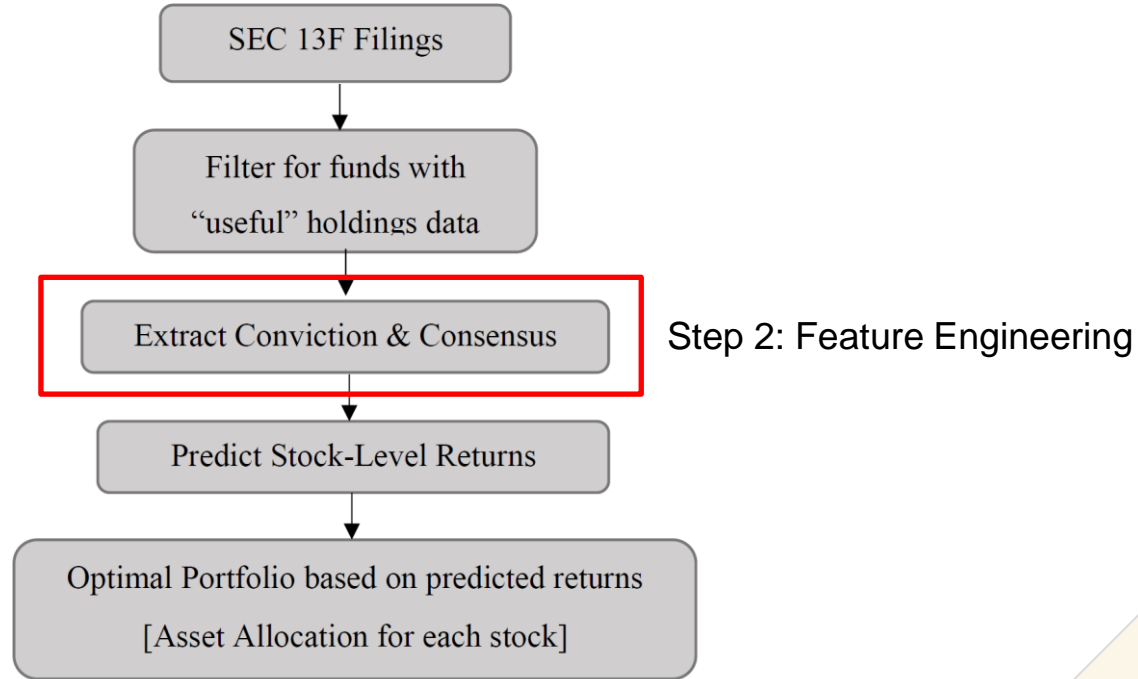 SEC 13F Filings
Filter for funds with
“useful” holdings data
Extract Conviction & Consensus
Step 2: Feature Engineering
Predict Stock-Level Returns
Optimal Portfolio based on predicted returns
[Asset Allocation for each stock]